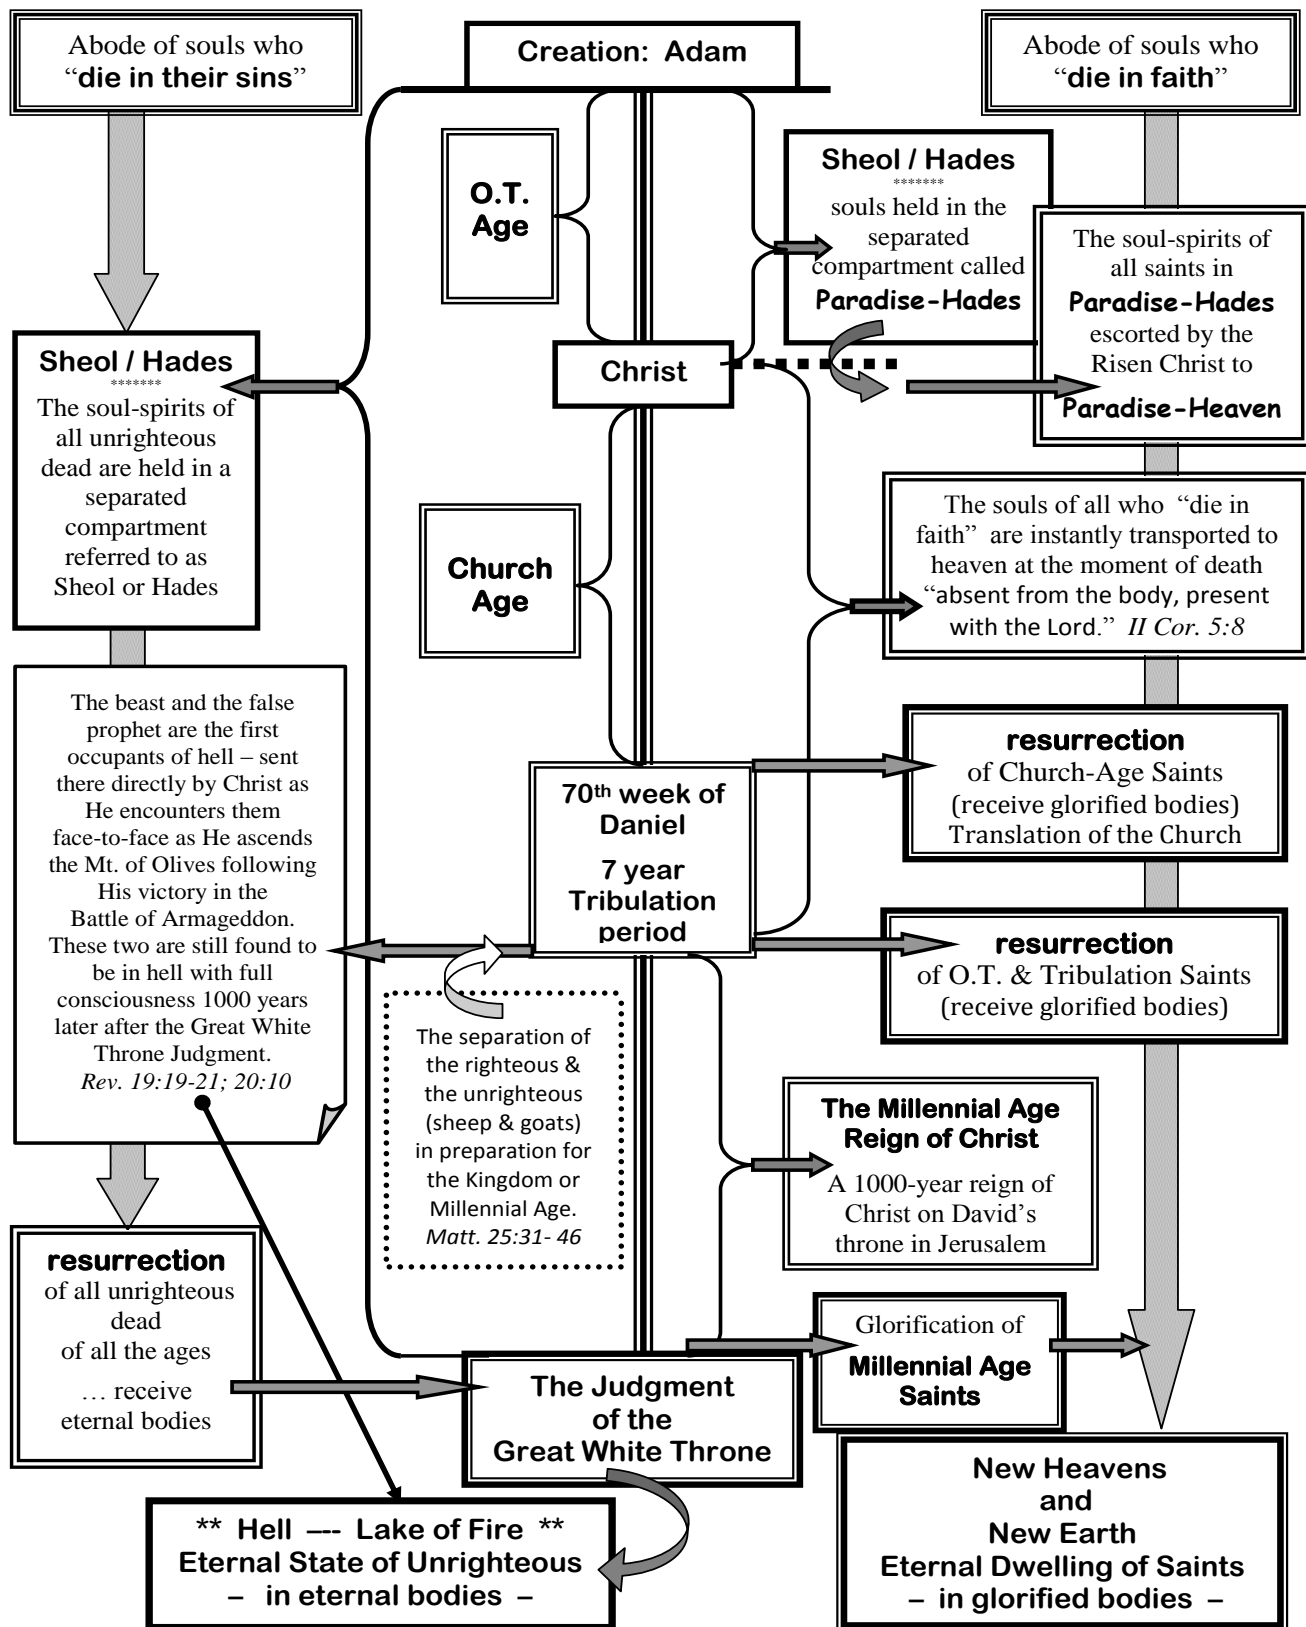 Abode of souls who
“die in their sins”
Creation: Adam
Abode of souls who
“die in faith”
O.T.
Age
Sheol / Hades
*******
souls held in the
separated
compartment called
Paradise-Hades
The soul-spirits of
all saints in
Paradise-Hades
escorted by the
Risen Christ to
Paradise-Heaven
Sheol / Hades
*******
The soul-spirits of
all unrighteous
dead are held in a
separated
compartment
referred to as
Sheol or Hades
Christ
Church
Age
The souls of all who “die in
faith” are instantly transported to
heaven at the moment of death
“absent from the body, present
with the Lord.” II Cor. 5:8
The beast and the false
prophet are the first
occupants of hell – sent
there directly by Christ as
He encounters them
face-to-face as He ascends
the Mt. of Olives following
His victory in the
Battle of Armageddon.
These two are still found to
be in hell with full
consciousness 1000 years
later after the Great White
Throne Judgment.
Rev. 19:19-21; 20:10
70th week of
Daniel
7 year
Tribulation
period
resurrection
of Church-Age Saints
(receive glorified bodies)
Translation of the Church
resurrection
of O.T. & Tribulation Saints
(receive glorified bodies)
The separation of
the righteous &
the unrighteous
(sheep & goats)
in preparation for
the Kingdom or
Millennial Age.
Matt. 25:31- 46
The Millennial Age
Reign of Christ
A 1000-year reign of
Christ on David’s
throne in Jerusalem
resurrection
of all unrighteous
dead
of all the ages
… receive
eternal bodies
Glorification of
Millennial Age
Saints
The Judgment
of the
Great White Throne
** Hell –-- Lake of Fire **
Eternal State of Unrighteous
– in eternal bodies –
New Heavens
and
New Earth
Eternal Dwelling of Saints
– in glorified bodies –